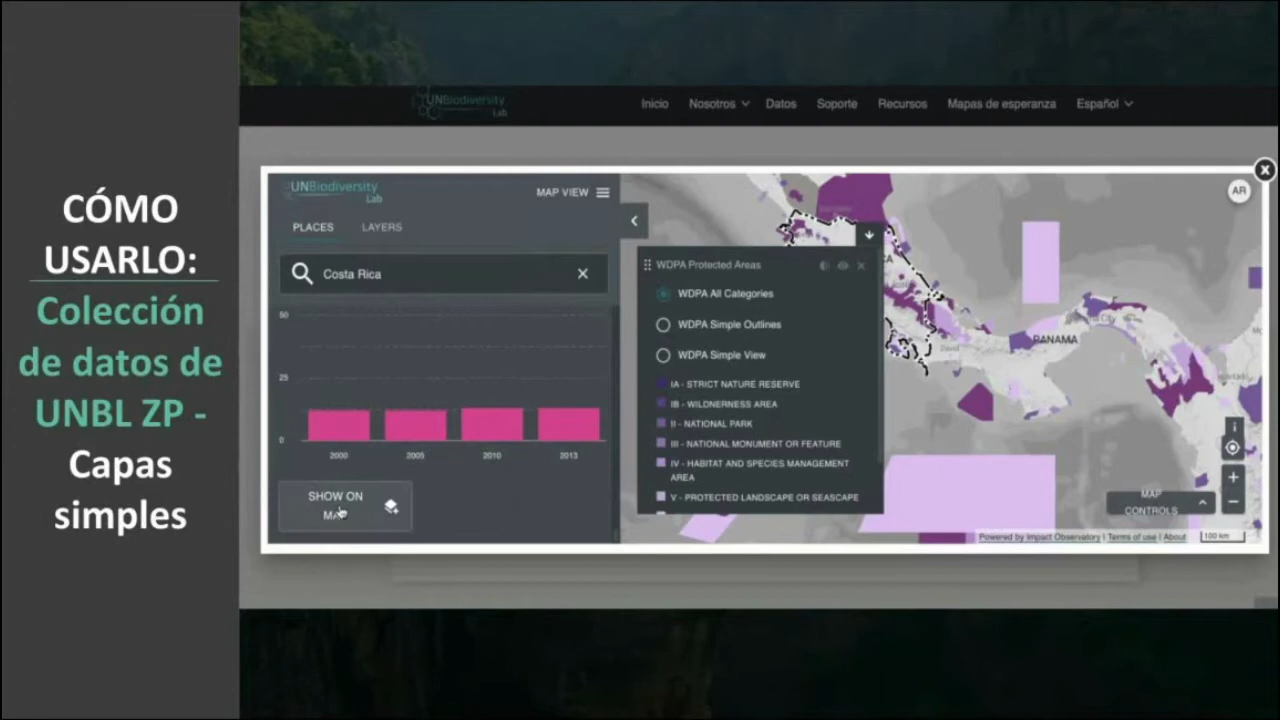 CÓMO
USARLO:
Colección
de datos de
UNBL ZP -
Capas
simples
UNBiodiversity
Lab
Inicio
Nosotros
Datos
Soporte
Recursos
Mapas de esperanza
Español
UNBiodiversity
Lab
MAP VIEW
PLACES
LAYERS
Costa Rica
50
25
0
2000
2005
2010
2013
SHOW ON
AR
WDPA Protected Areas
WDPA All Categories
WDPA Simple Outlines
WDPA Simple View
IA - STRICT NATURE RESERVE
IB - WILDNERNESS AREA
II - NATIONAL PARK
III - NATIONAL MONUMENT OR FEATURE
IV - HABITAT AND SPECIES MANAGEMENT
AREA
V - PROTECTED LANDSCAPE OR SEASCAPE
David
PANAMA
MAP
CONTROLS
Powered by Impact Observatory | Terms of use | About
100 km